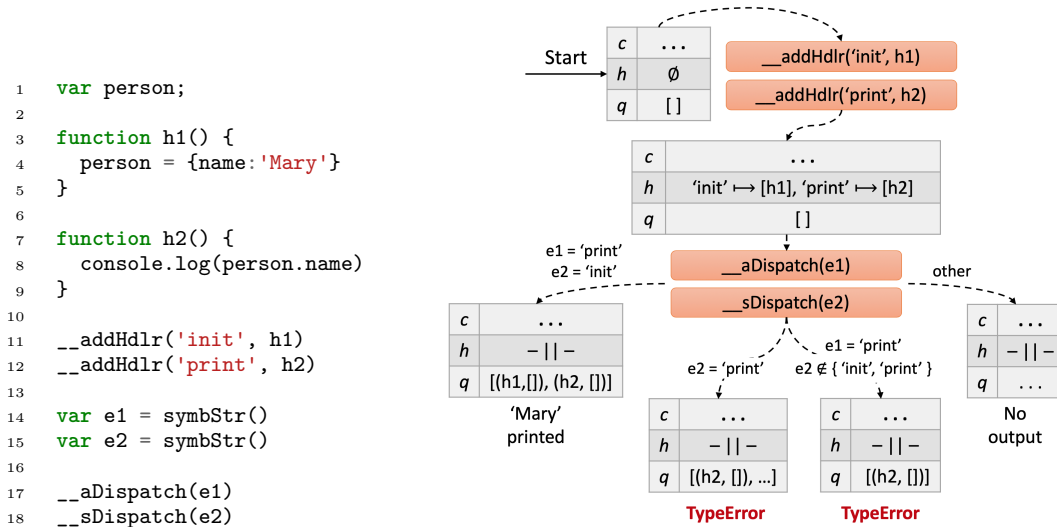 1 var person;
2
3 function h1() {
4 person = {name:'Mary'}
5 }
6
7 function h2() {
8 console.log(person.name)
9 }
10
11 __addHdlr('init', h1)
12 __addHdlr('print', h2)
13
14 var e1 = symbStr()
15 var e2 = symbStr()
16
17 __aDispatch(e1)
18 __sDispatch(e2)
Start
c ...
h ∅
q [ ]
__addHdlr(‘init’, h1)
__addHdlr(‘print’, h2)
c ...
h ‘init’ ⟼ [h1], ‘print’ ⟼ [h2]
q [ ]
__aDispatch(e1)
__sDispatch(e2)
e1 = ‘print’
e2 = ‘init’
other
e2 = ‘print’
e1 = ‘print’
e2 ∉ { ‘init’, ‘print’ }
c ...
h – || –
q [(h1,[]), (h2, [])]
‘Mary’
printed
c ...
h – || –
q [(h2, []), ...]
TypeError
c ...
h – || –
q [(h2, [])]
TypeError
c ...
h – || –
q ...
No
output